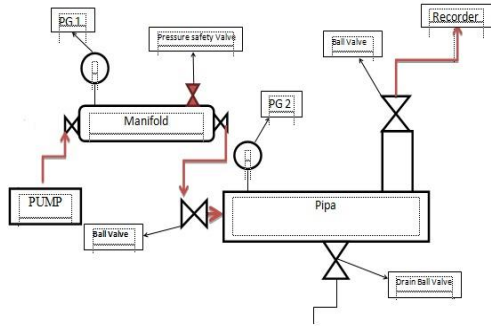 PG 1
Pressure safety Valve
Ball Valve
Recorder
Manifold
PG 2
PUMP
Pipa
Ball Valve
Drain Ball Valve